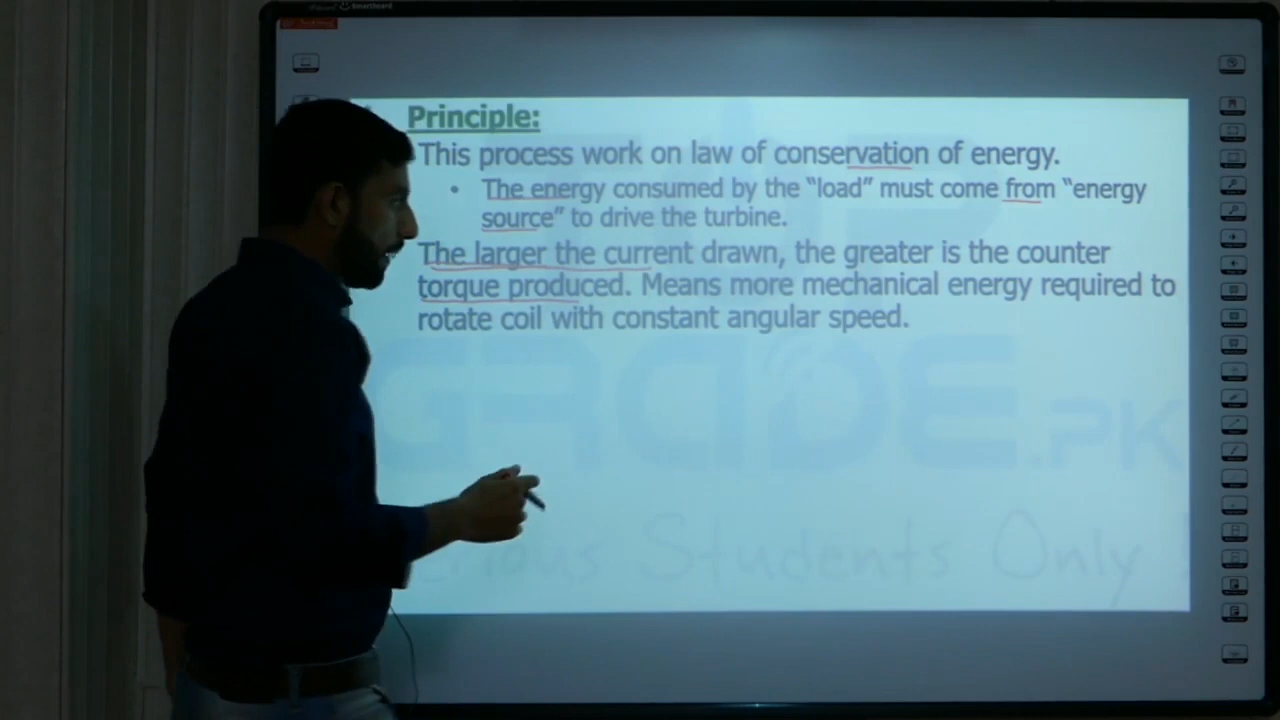 Smartboard
Principle:
This process work on law of conservation of energy.
• The energy consumed by the “load” must come from “energy
source” to drive the turbine.
The larger the current drawn, the greater is the counter
torque produced. Means more mechanical energy required to
rotate coil with constant angular speed.
GRADE.PK
Students Only